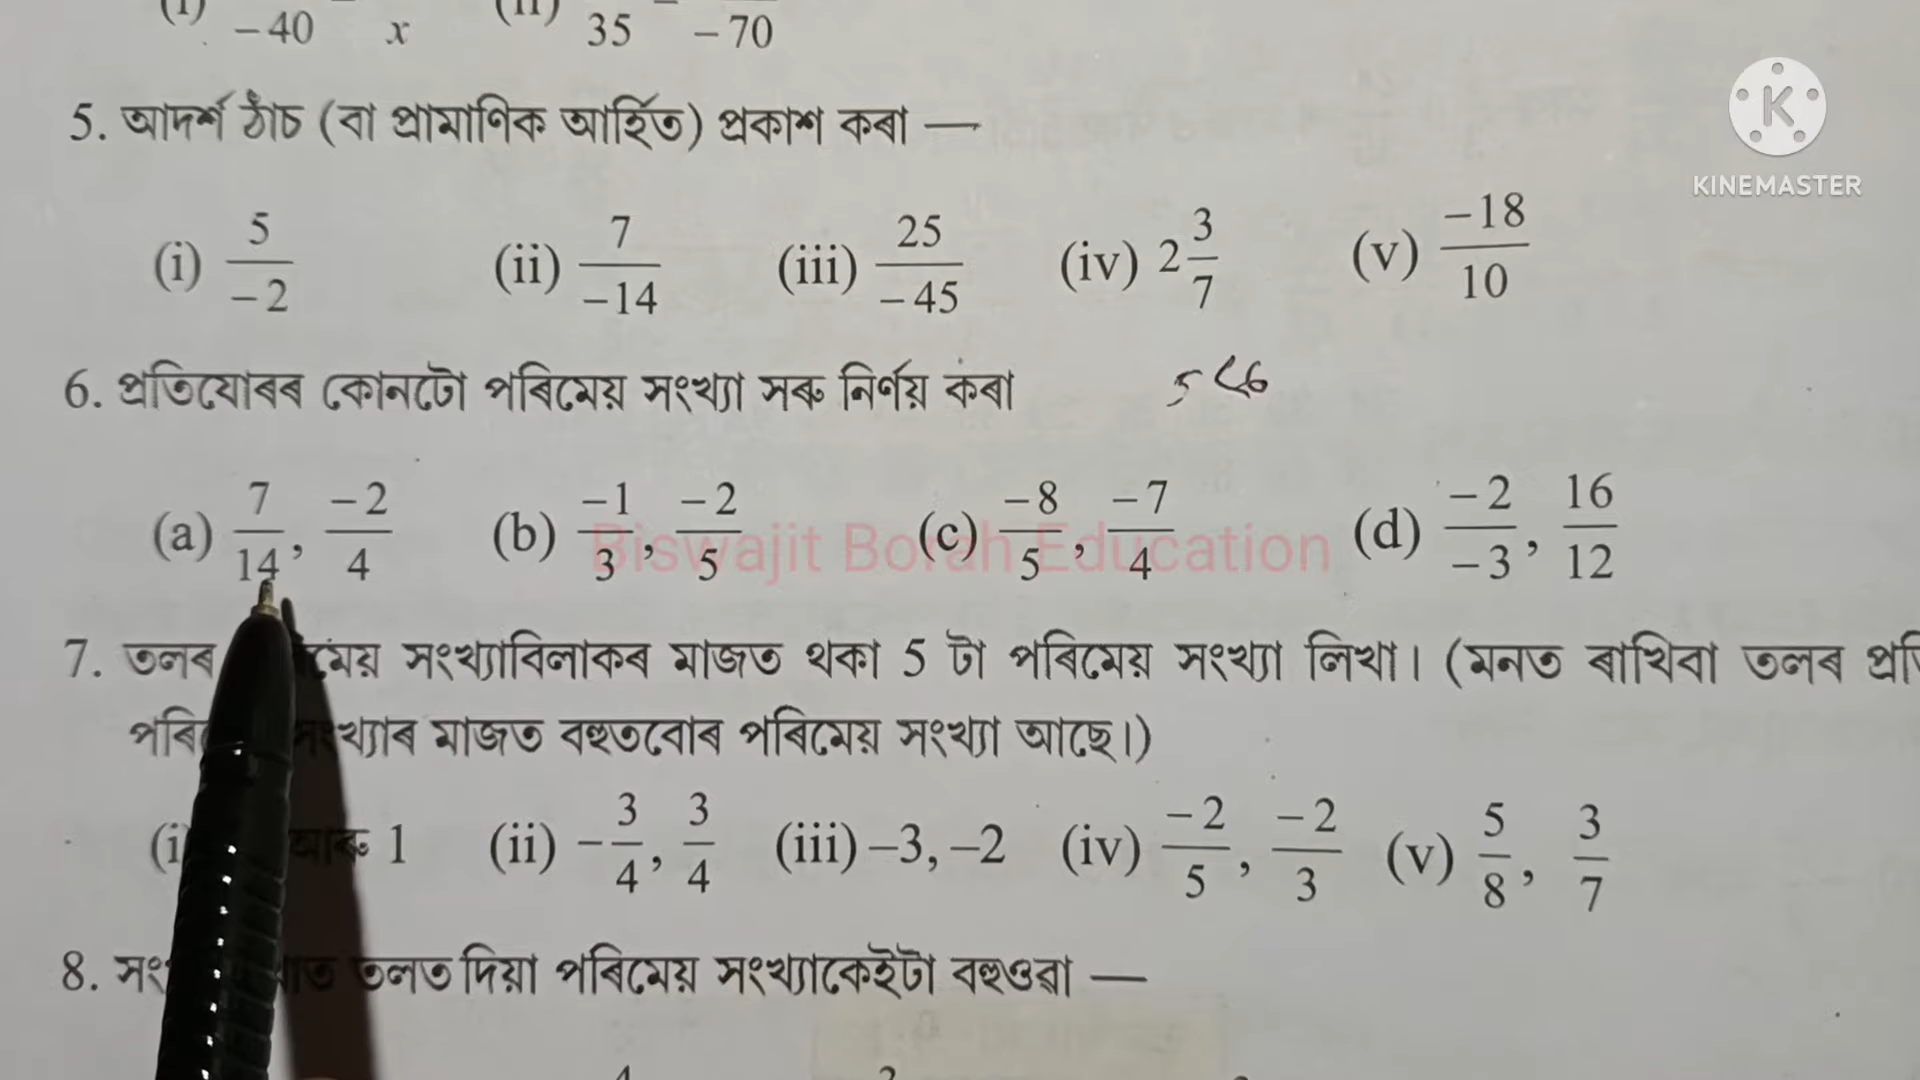 (i) –40 x (ii) 35 –70
KINEMASTER
5. আদৰ্শ ঠাঁচ (বা প্ৰামাণিক আৰ্হিত) প্ৰকাশ কৰা —
(i) 5/–2 (ii) 7/–14 (iii) 25/–45 (iv) 2 3/7 (v) –18/10
6. প্ৰতিযোৰৰ কোনটো পৰিমেয় সংখ্যা সৰু নিৰ্ণয় কৰা 5<6
(a) 7/14, –2/4 (b) –1/3, –2/5 (c) –8/5, –7/4 (d) –2/–3, 16/12
Biswajit Borah Education
7. তলৰ সংখ্যাবিলাকৰ মাজত থকা 5 টা পৰিমেয় সংখ্যা লিখা। (মনত ৰাখিবা তলৰ
মাজত বহুতবোৰ পৰিমেয় সংখ্যা আছে।)
(i আৰু 1 (ii) –3/4, 3/4 (iii) –3, –2 (iv) –2/5, –2/3 (v) 5/8, 3/7
8. তলত দিয়া পৰিমেয় সংখ্যাকেইটা বহুওৱা —